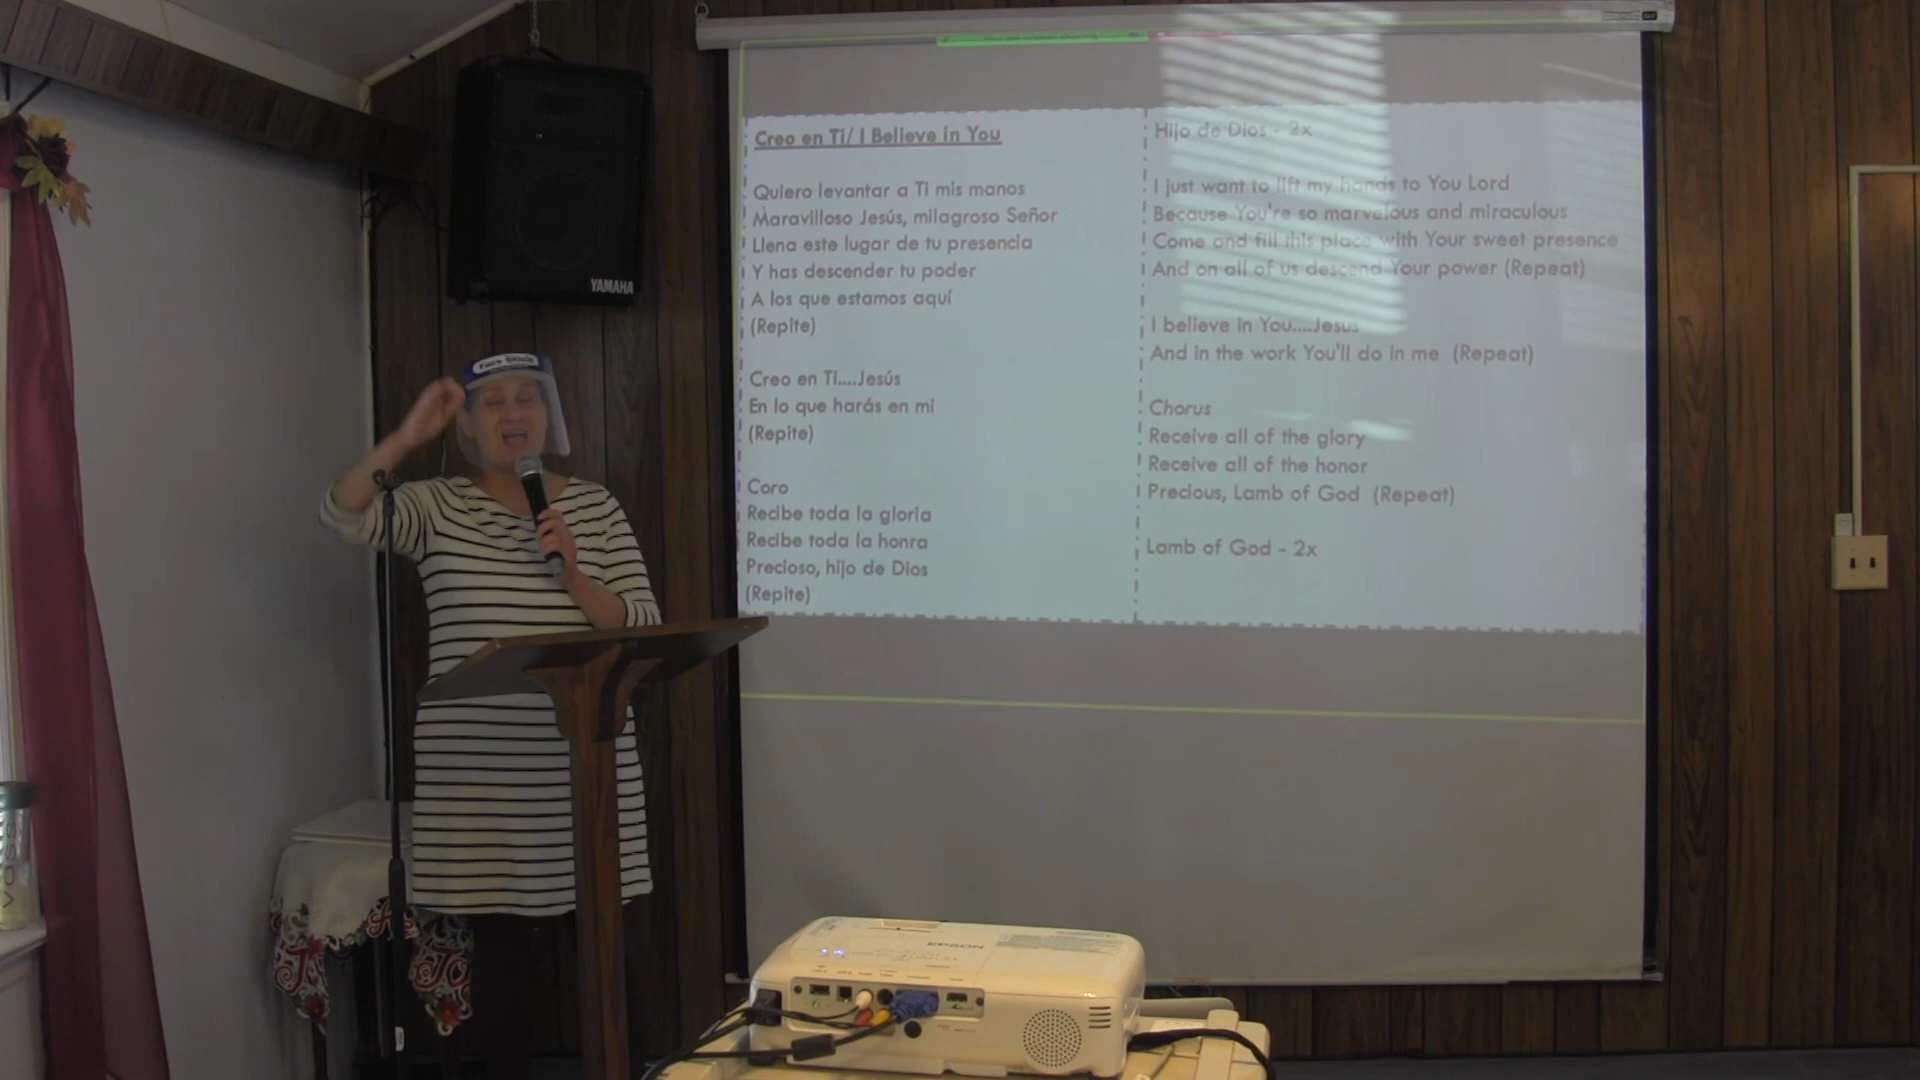 YAMAHA
Face Shield
Creo en Ti/ I Believe in You
Quiero levantar a Ti mis manos
Maravilloso Jesús, milagroso Señor
Llena este lugar de tu presencia
Y has descender tu poder
A los que estamos aquí
(Repite)
Creo en Ti....Jesús
En lo que harás en mi
(Repite)
Coro
Recibe toda la gloria
Recibe toda la honra
Precioso, hijo de Dios
(Repite)
Hijo de Dios - 2x
I just want to lift my hands to You Lord
Because You're so marvelous and miraculous
Come and fill this place with Your sweet presence
And on all of us descend Your power (Repeat)
I believe in You....Jesus
And in the work You'll do in me (Repeat)
Chorus
Receive all of the glory
Receive all of the honor
Precious, Lamb of God (Repeat)
Lamb of God - 2x
EPSON
VOSS